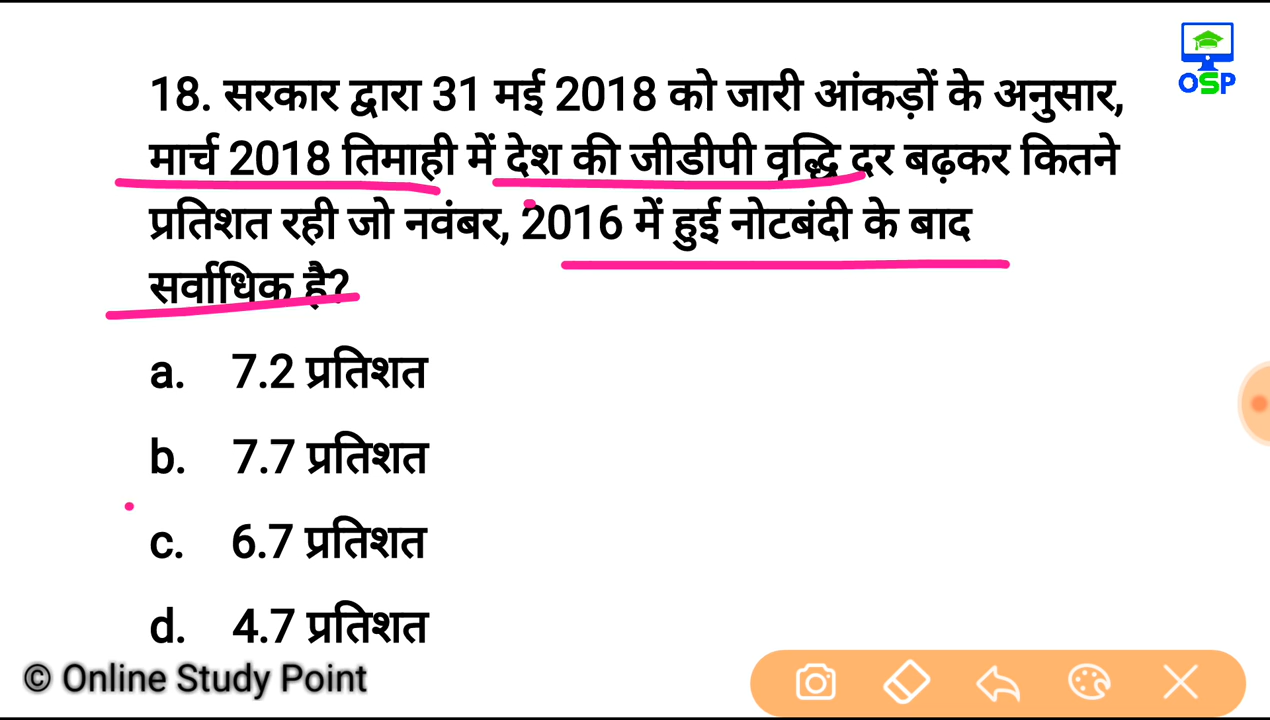 OSP
18. सरकार द्वारा 31 मई 2018 को जारी आंकड़ों के अनुसार,
मार्च 2018 तिमाही में देश की जीडीपी वृद्धि दर बढ़कर कितने
प्रतिशत रही जो नवंबर, 2016 में हुई नोटबंदी के बाद
सर्वाधिक है?
a. 7.2 प्रतिशत
b. 7.7 प्रतिशत
c. 6.7 प्रतिशत
d. 4.7 प्रतिशत
© Online Study Point